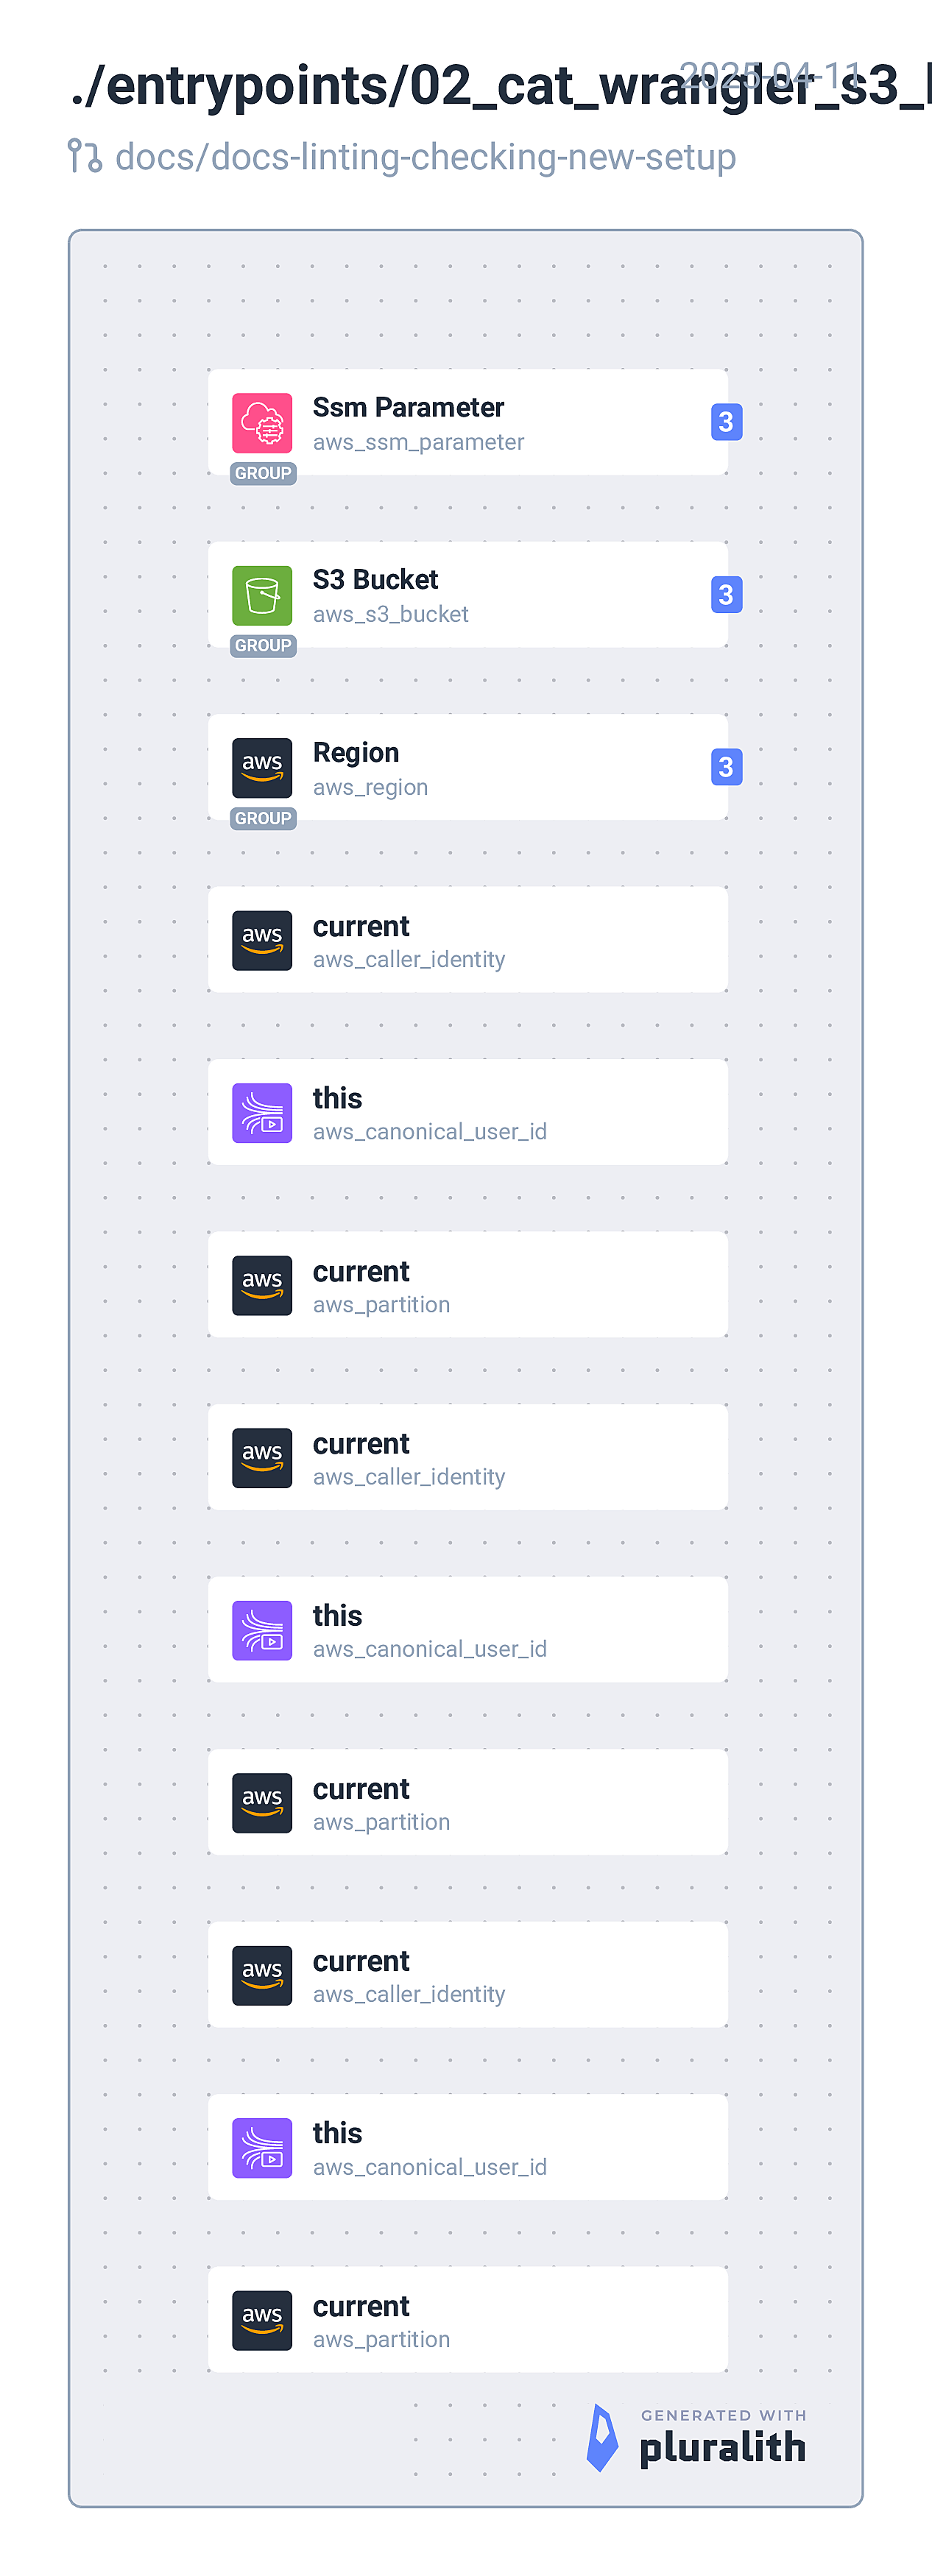 ./entrypoints/02_cat_wrangler_s3_
2025-04-11
docs/docs-linting-checking-new-setup
Ssm Parameter
aws_ssm_parameter
3
GROUP
S3 Bucket
aws_s3_bucket
3
GROUP
aws
Region
aws_region
3
GROUP
aws
current
aws_caller_identity
this
aws_canonical_user_id
aws
current
aws_partition
aws
current
aws_caller_identity
this
aws_canonical_user_id
aws
current
aws_partition
aws
current
aws_caller_identity
this
aws_canonical_user_id
aws
current
aws_partition
GENERATED WITH
pluralith